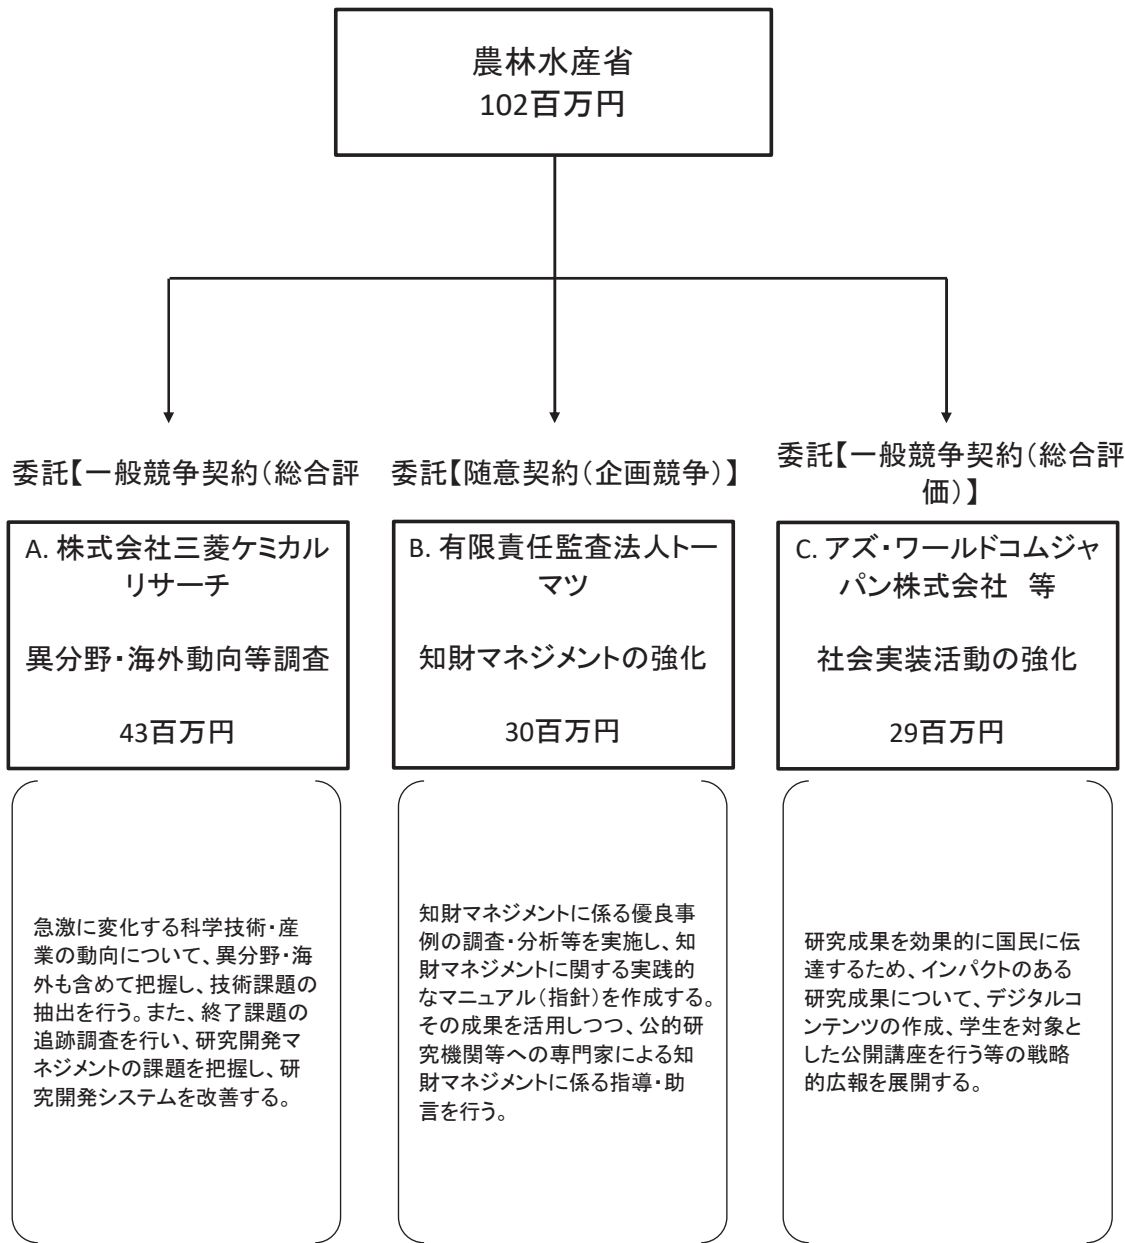 農林水産省
102百万円
委託【一般競争契約(総合評
A. 株式会社三菱ケミカル
リサーチ
異分野・海外動向等調査
43百万円
急激に変化する科学技術・産
業の動向について、異分野・海
外も含めて把握し、技術課題の
抽出を行う。また、終了課題の
追跡調査を行い、研究開発マ
ネジメントの課題を把握し、研
究開発システムを改善する。
委託【随意契約(企画競争)】
B. 有限責任監査法人トー
マツ
知財マネジメントの強化
30百万円
知財マネジメントに係る優良事
例の調査・分析等を実施し、知
財マネジメントに関する実践的
なマニュアル(指針)を作成する。
その成果を活用しつつ、公的研
究機関等への専門家による知
財マネジメントに係る指導・助
言を行う。
委託【一般競争契約(総合評
価)】
C. アズ・ワールドコムジャ
パン株式会社　等
社会実装活動の強化
29百万円
研究成果を効果的に国民に伝
達するため、インパクトのある
研究成果について、デジタルコ
ンテンツの作成、学生を対象と
した公開講座を行う等の戦略
的広報を展開する。